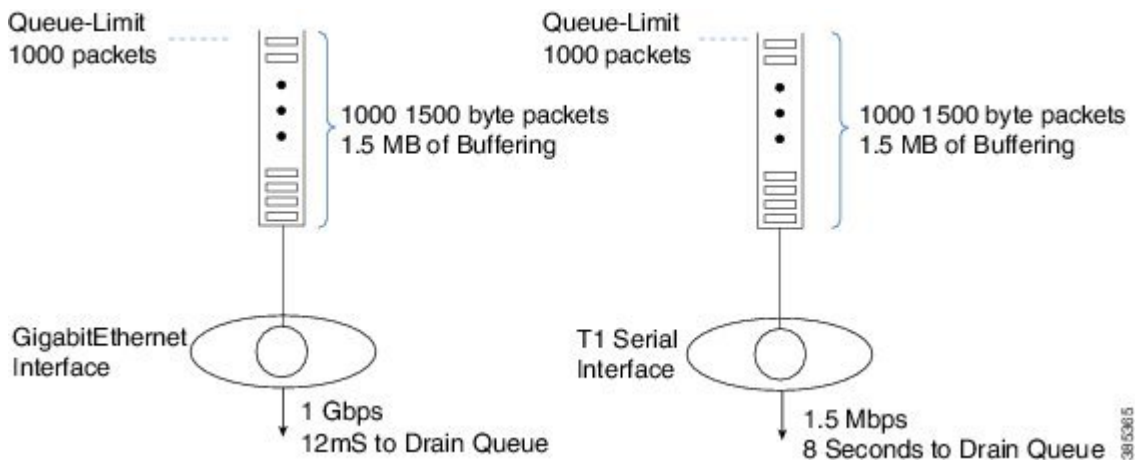 Queue-Limit
1000 packets
1000 1500 byte packets
1.5 MB of Buffering
GigabitEthernet
Interface
1 Gbps
12mS to Drain Queue
Queue-Limit
1000 packets
1000 1500 byte packets
1.5 MB of Buffering
T1 Serial
Interface
1.5 Mbps
8 Seconds to Drain Queue
385365